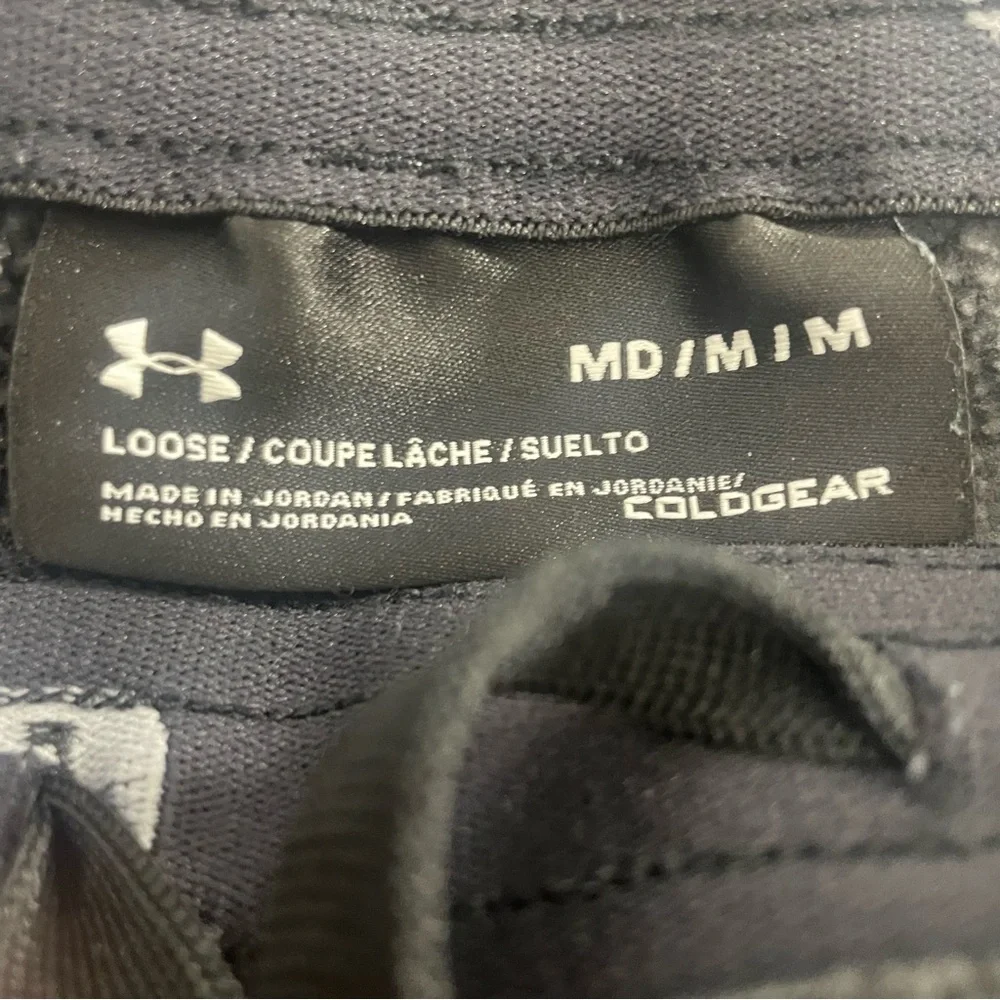 MD / M / M
LOOSE / COUPE LÂCHE / SUELTO
MADE IN JORDAN / FABRIQUÉ EN JORDANIE/
HECHO EN JORDANIA
COLDGEAR